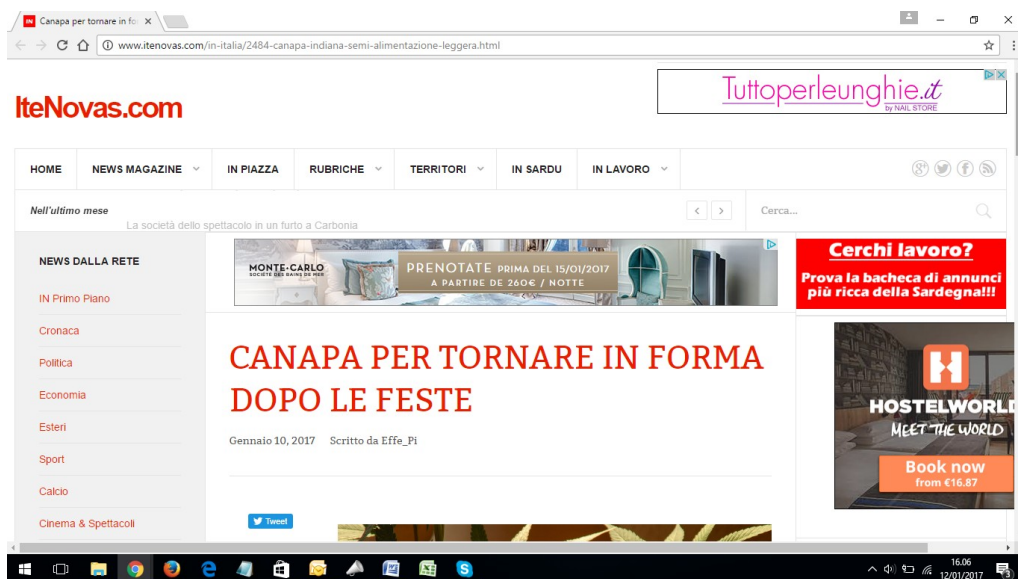 Canapa per tornare in fo
www.itenovas.com/in-italia/2484-canapa-indiana-semi-alimentazione-leggera.html
IteNovas.com
Tuttoperleunghie.it
by NAIL STORE
HOME NEWS MAGAZINE IN PIAZZA RUBRICHE TERRITORI IN SARDU IN LAVORO
Nell'ultimo mese
La società dello spettacolo in un furto a Carbonia
Cerca...
NEWS DALLA RETE
IN Primo Piano
Cronaca
Politica
Economia
Esteri
Sport
Calcio
Cinema & Spettacoli
MONTE-CARLO
SOCIÉTÉ DES BAINS DE MER
PRENOTATE PRIMA DEL 15/01/2017
A PARTIRE DE 260€ / NOTTE
CANAPA PER TORNARE IN FORMA
DOPO LE FESTE
Gennaio 10, 2017 Scritto da Effe_Pi
Tweet
Cerchi lavoro?
Prova la bacheca di annunci
più ricca della Sardegna!!!
HOSTELWORL
MEET THE WORLD
Book now
from €16.87
16.06
12/01/2017